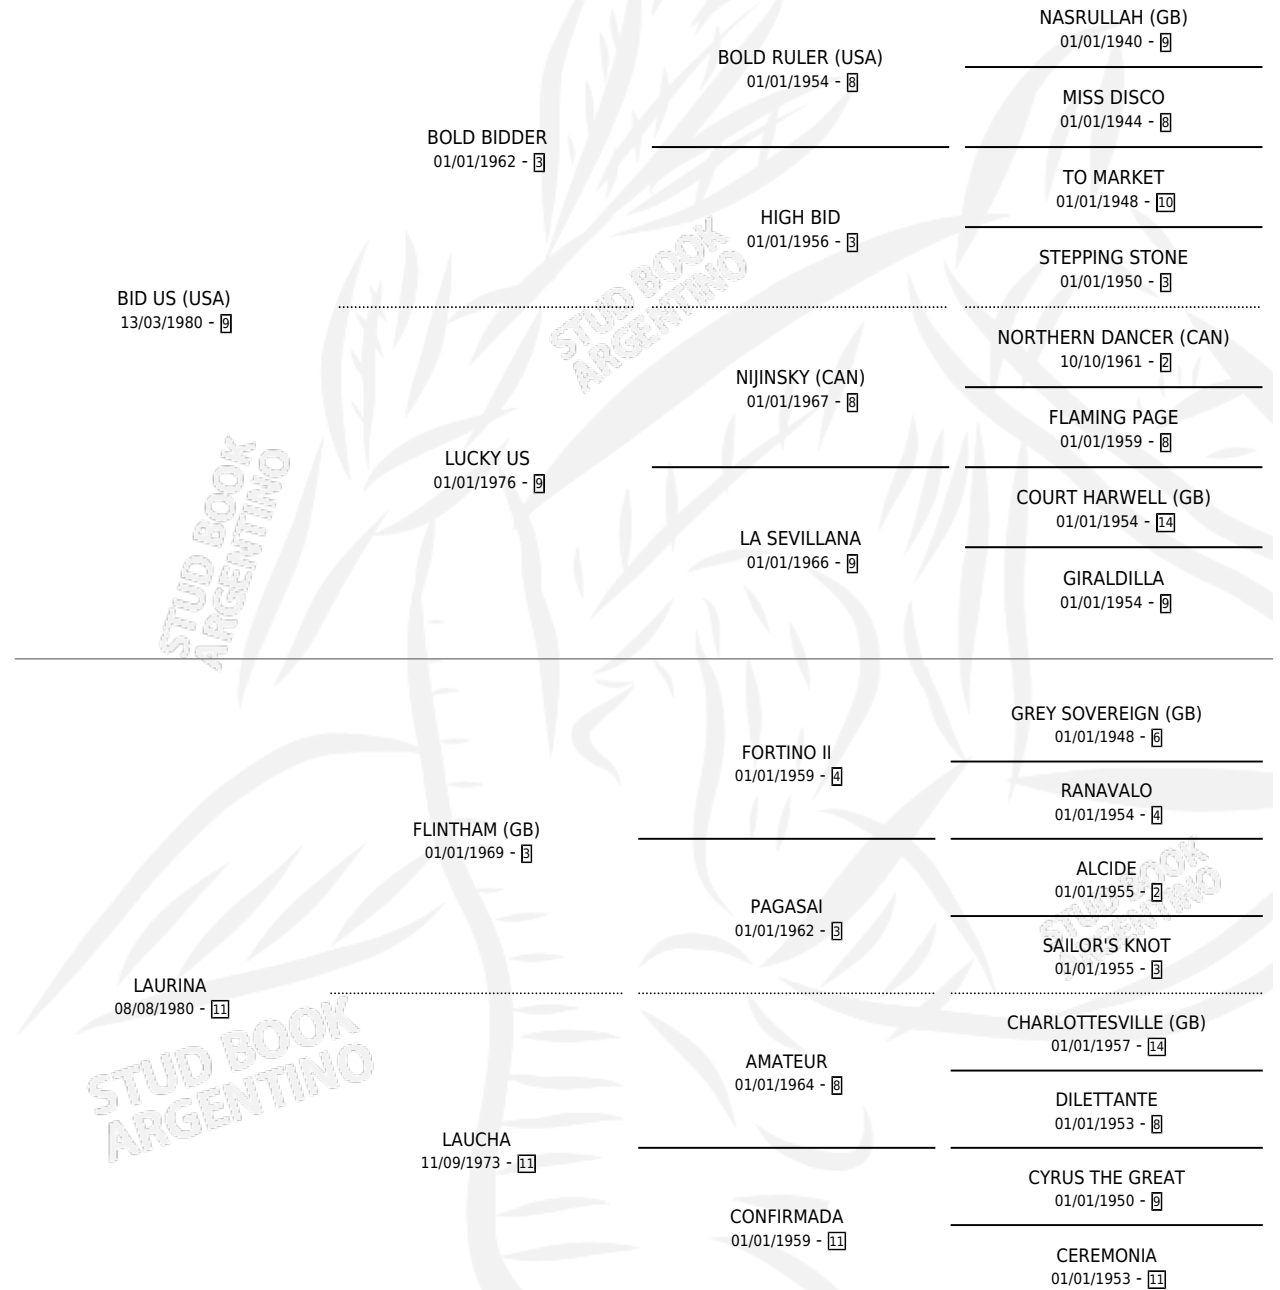 NASRULLAH (GB)
01/01/1940 - 9
BOLD RULER (USA)
01/01/1954 - 8
MISS DISCO
01/01/1944 - 8
BOLD BIDDER
01/01/1962 - 3
TO MARKET
01/01/1948 - 10
HIGH BID
01/01/1956 - 3
STEPPING STONE
01/01/1950 - 3
BID US (USA)
13/03/1980 - 9
STUD BOOK
ARGENTINO
NORTHERN DANCER (CAN)
10/10/1961 - 2
NIJINSKY (CAN)
01/01/1967 - 8
FLAMING PAGE
01/01/1959 - 8
LUCKY US
01/01/1976 - 9
COURT HARWELL (GB)
01/01/1954 - 14
LA SEVILLANA
01/01/1966 - 9
GIRALDILLA
01/01/1954 - 9
STUD BOOK
ARGENTINO
GREY SOVEREIGN (GB)
01/01/1948 - 6
FORTINO II
01/01/1959 - 4
RANAVALO
01/01/1954 - 4
FLINTHAM (GB)
01/01/1969 - 3
ALCIDE
01/01/1955 - 2
STUD BOOK
ARGENTINO
PAGASAI
01/01/1962 - 3
SAILOR'S KNOT
01/01/1955 - 3
LAURINA
08/08/1980 - 11
STUD BOOK
ARGENTINO
CHARLOTTESVILLE (GB)
01/01/1957 - 14
AMATEUR
01/01/1964 - 8
DILETTANTE
01/01/1953 - 8
LAUCHA
11/09/1973 - 11
CYRUS THE GREAT
01/01/1950 - 9
CONFIRMADA
01/01/1959 - 11
CEREMONIA
01/01/1953 - 11